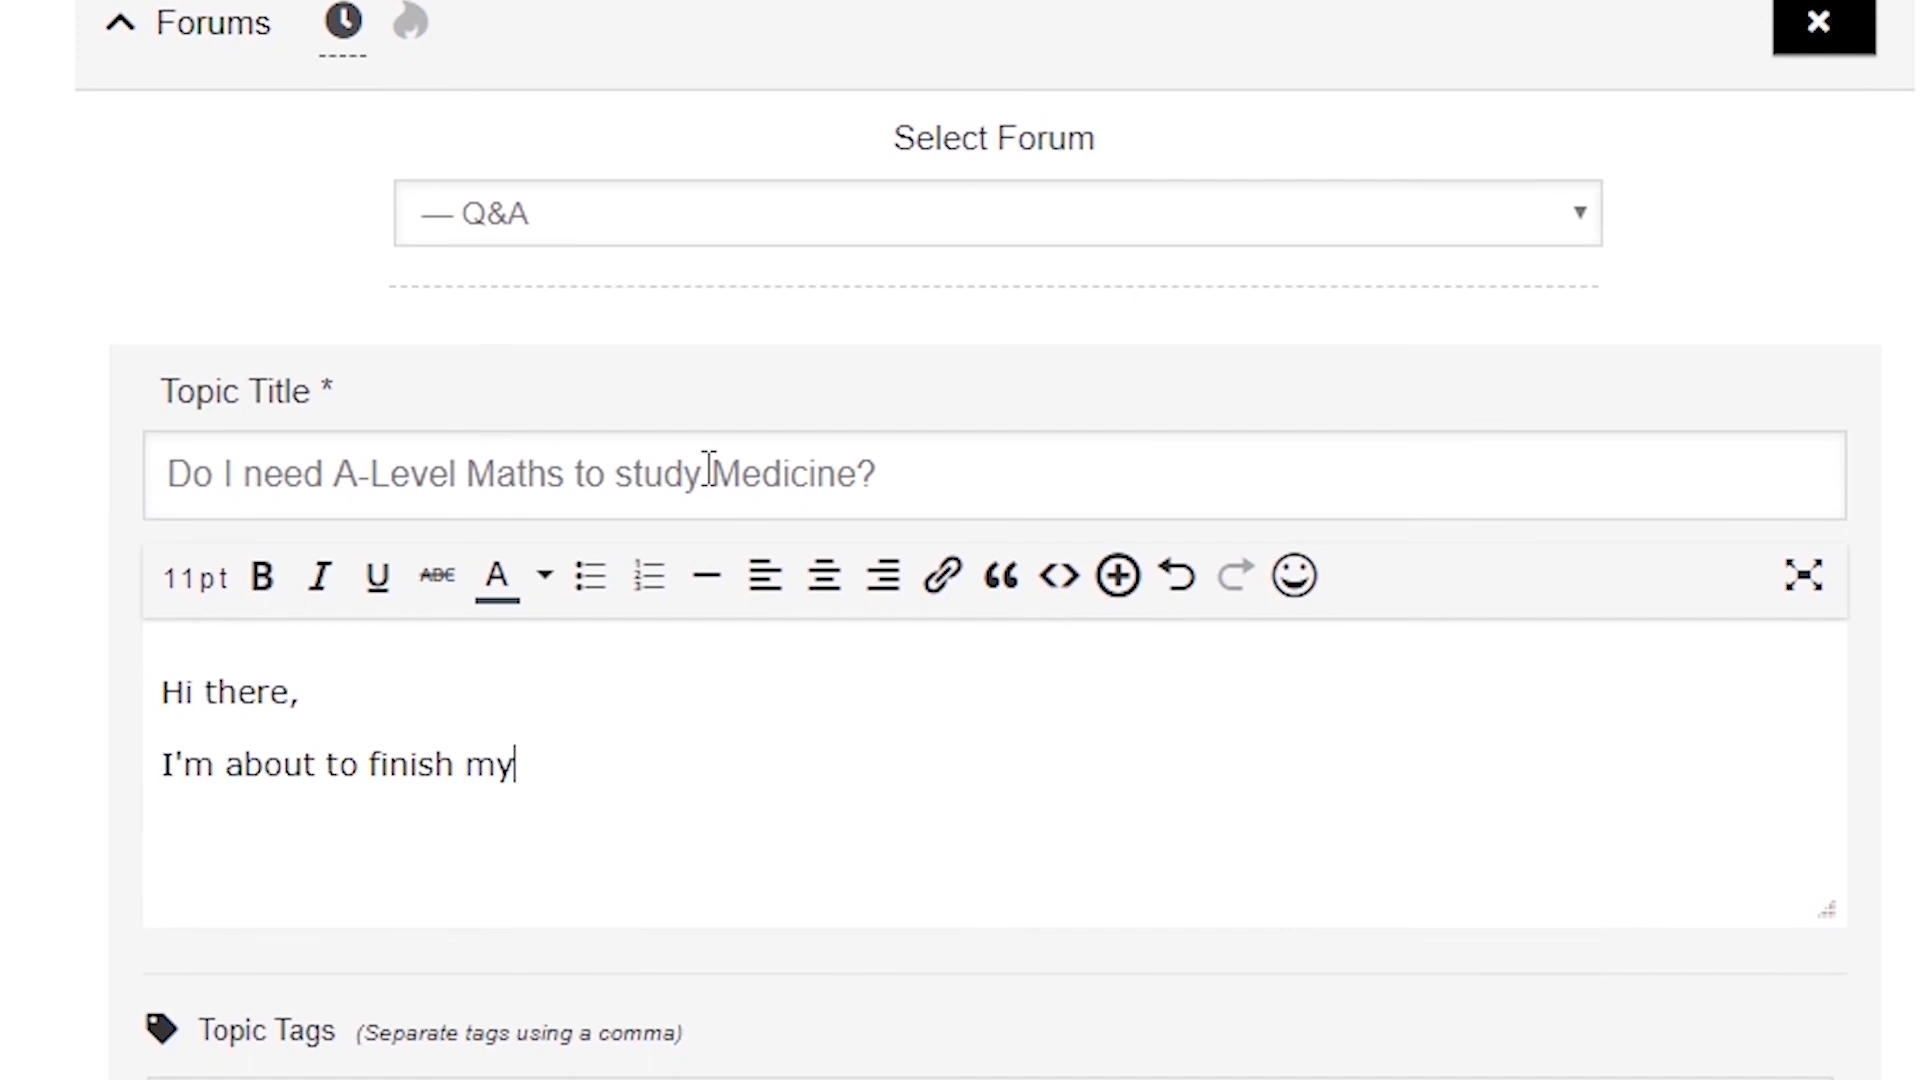 Forums
Select Forum
— Q&A
Topic Title *
Do I need A-Level Maths to study Medicine?
11pt B I U ABC A
Hi there,
I'm about to finish my
Topic Tags (Separate tags using a comma)